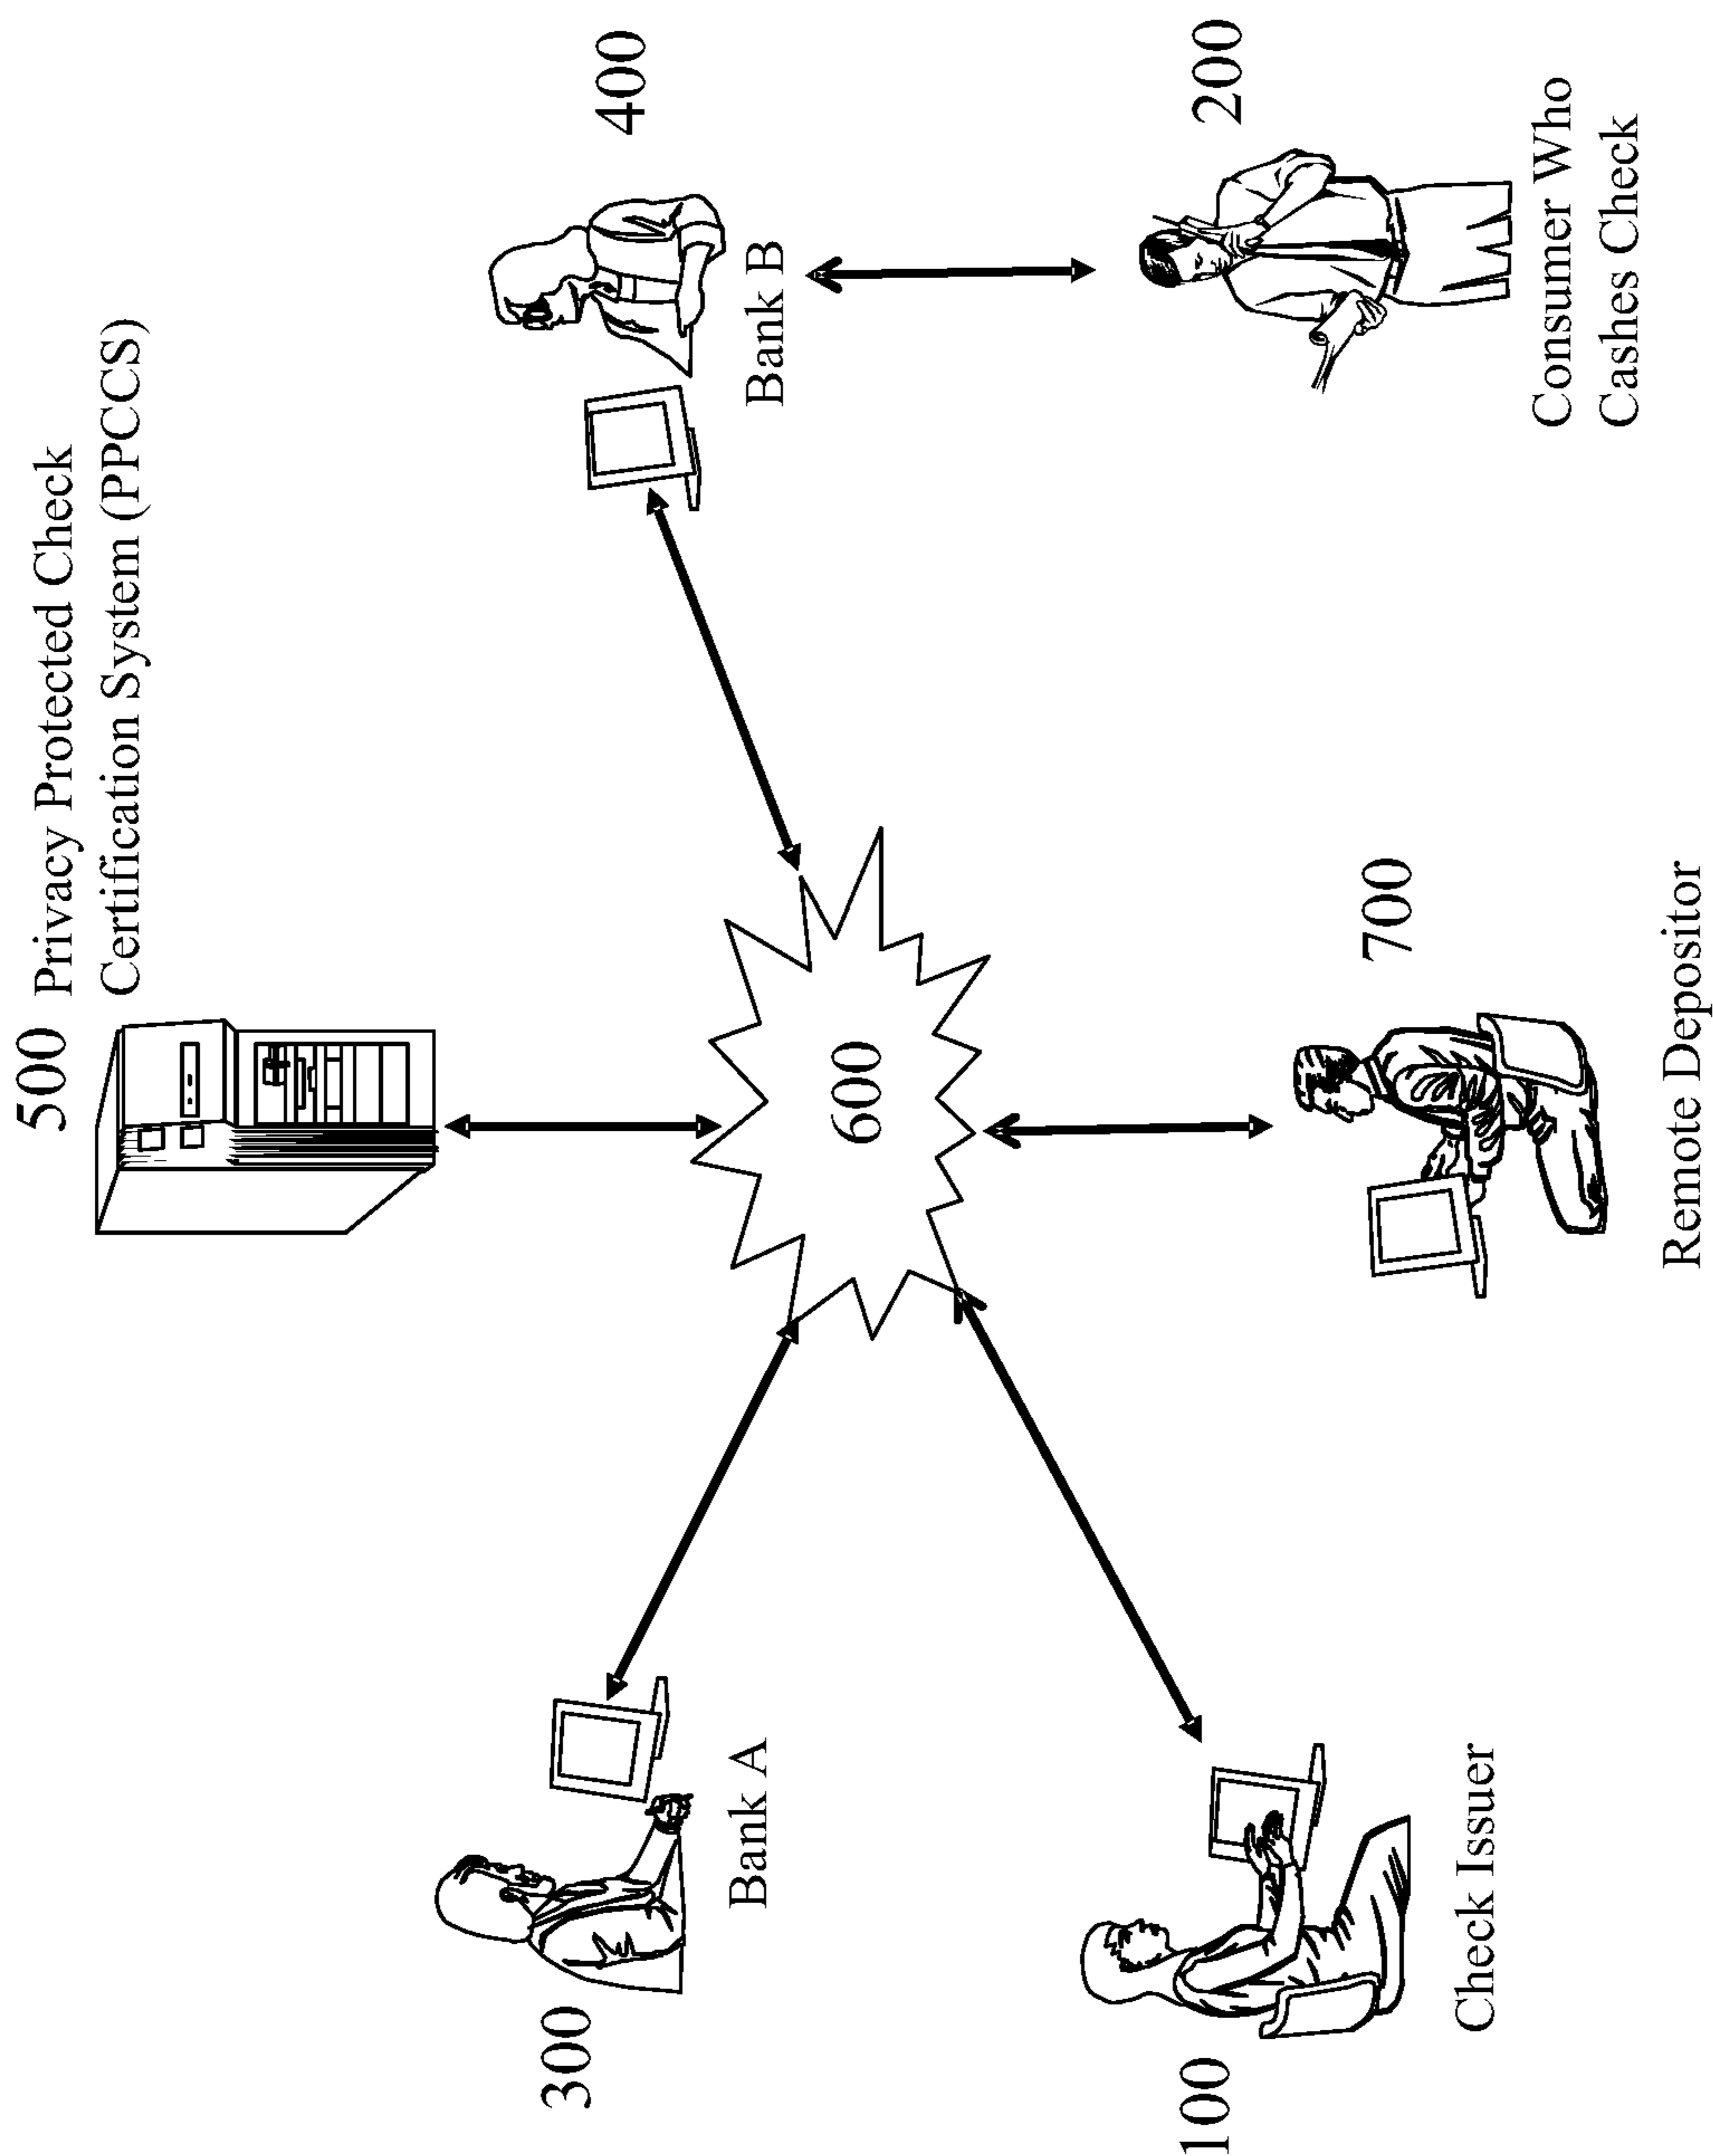 500 Privacy Protected Check
Certification System (PPCCS)
300
400
Bank A
Bank B
600
100
700
200
Check Issuer
Remote Depositor
Consumer Who
Cashes Check